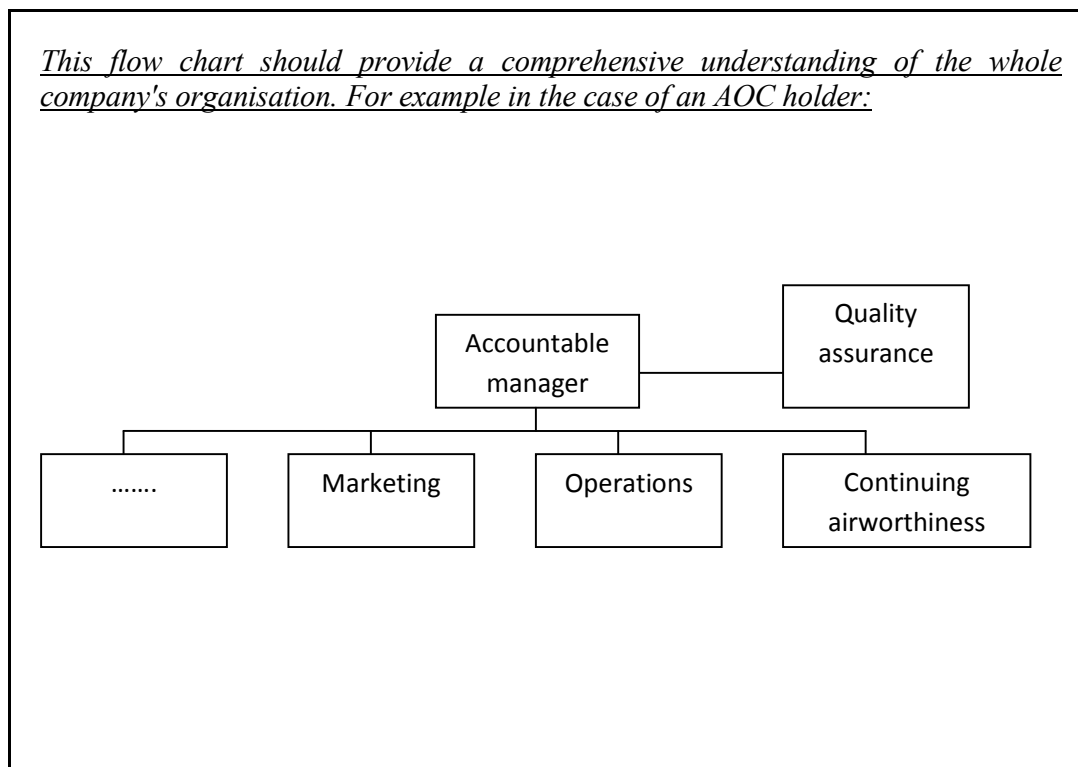 This flow chart should provide a comprehensive understanding of the whole
company's organisation. For example in the case of an AOC holder:
Quality
assurance
Accountable
manager
.......
Marketing
Operations
Continuing
airworthiness